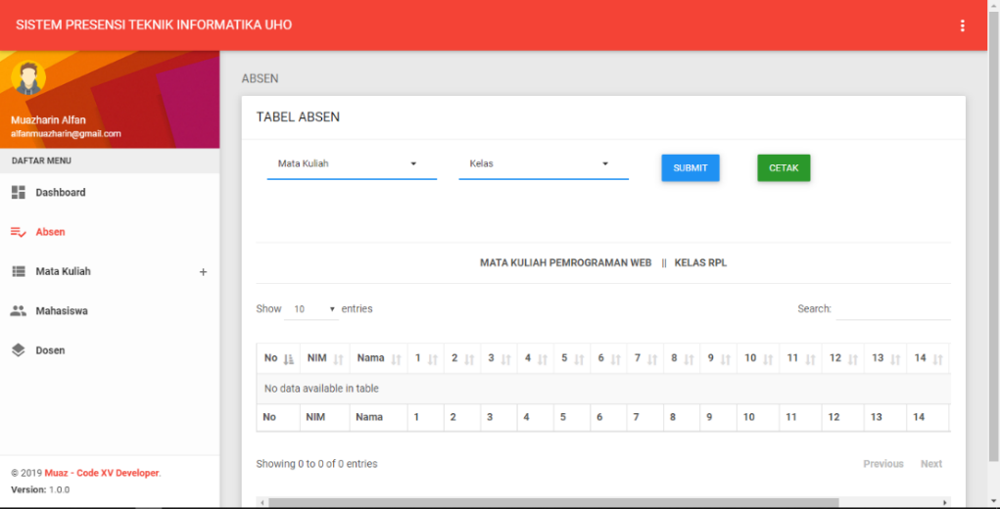 SISTEM PRESENSI TEKNIK INFORMATIKA UHO
Muazharin Alfan
alfanmuazharin@gmail.com
DAFTAR MENU
Dashboard
Absen
Mata Kuliah +
Mahasiswa
Dosen
© 2019 Muaz - Code XV Developer.
Version: 1.0.0
ABSEN
TABEL ABSEN
Mata Kuliah Kelas SUBMIT CETAK
MATA KULIAH PEMROGRAMAN WEB || KELAS RPL
Show 10 entries Search:
No NIM Nama 1 2 3 4 5 6 7 8 9 10 11 12 13 14
No data available in table
No NIM Nama 1 2 3 4 5 6 7 8 9 10 11 12 13 14
Showing 0 to 0 of 0 entries Previous Next